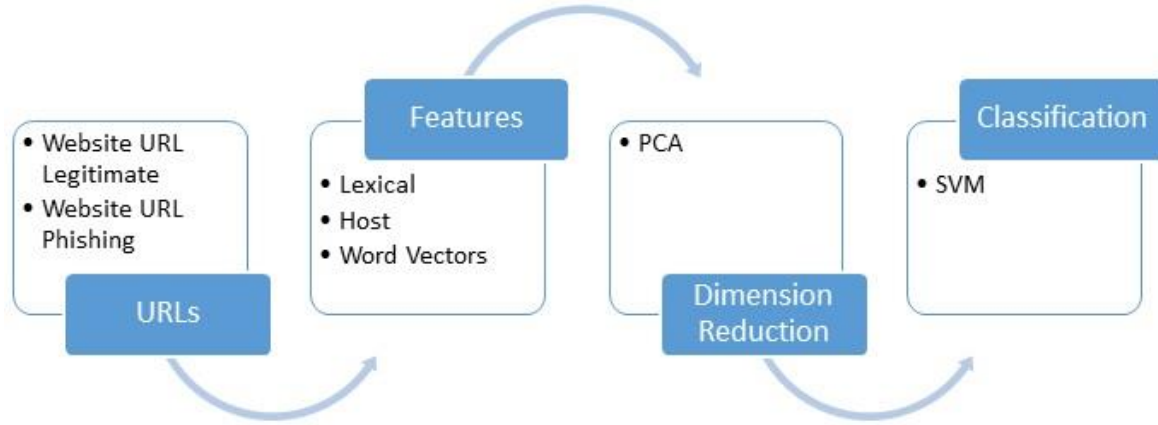 • Website URL
Legitimate
• Website URL
Phishing
URLs
Features
• Lexical
• Host
• Word Vectors
• PCA
Dimension
Reduction
Classification
• SVM